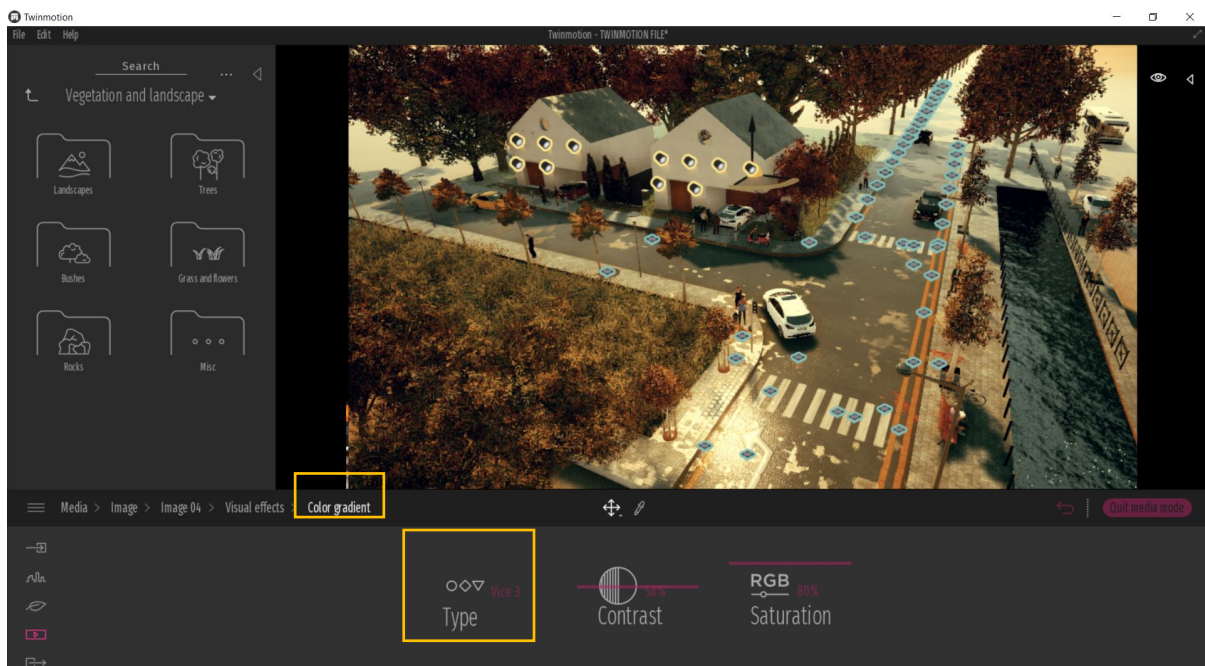 Twinmotion
File Edit Help
Twinmotion - TWINMOTION FILE*
Search
...
Vegetation and landscape
Landscapes
Trees
Bushes
Grass and flowers
Rocks
Misc
Media > Image > Image 04 > Visual effects > Color gradient
Quit media mode
Vice 3
Type
58%
Contrast
RGB
80%
Saturation